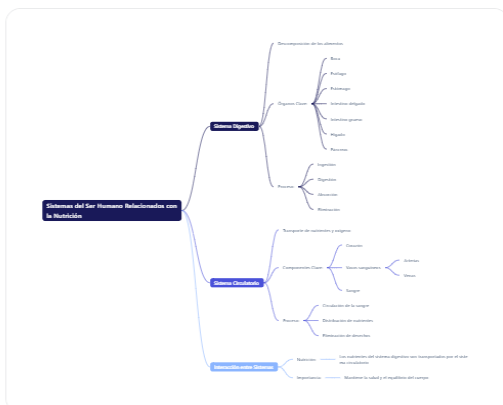 Sistemas del Ser Humano Relacionados con
la Nutrición
Sistema Digestivo
Descomposición de los alimentos
Órganos Clave
Boca
Esófago
Estómago
Intestino delgado
Intestino grueso
Hígado
Páncreas
Proceso
Ingestión
Digestión
Absorción
Eliminación
Sistema Circulatorio
Transporte de nutrientes y oxígeno
Componentes Clave
Corazón
Vasos sanguíneos
Arterias
Venas
Sangre
Proceso
Circulación de la sangre
Distribución de nutrientes
Eliminación de desechos
Interacción entre Sistemas
Nutrición
Los nutrientes del sistema digestivo son transportados por el siste
ma circulatorio
Importancia
Mantiene la salud y el equilibrio del cuerpo